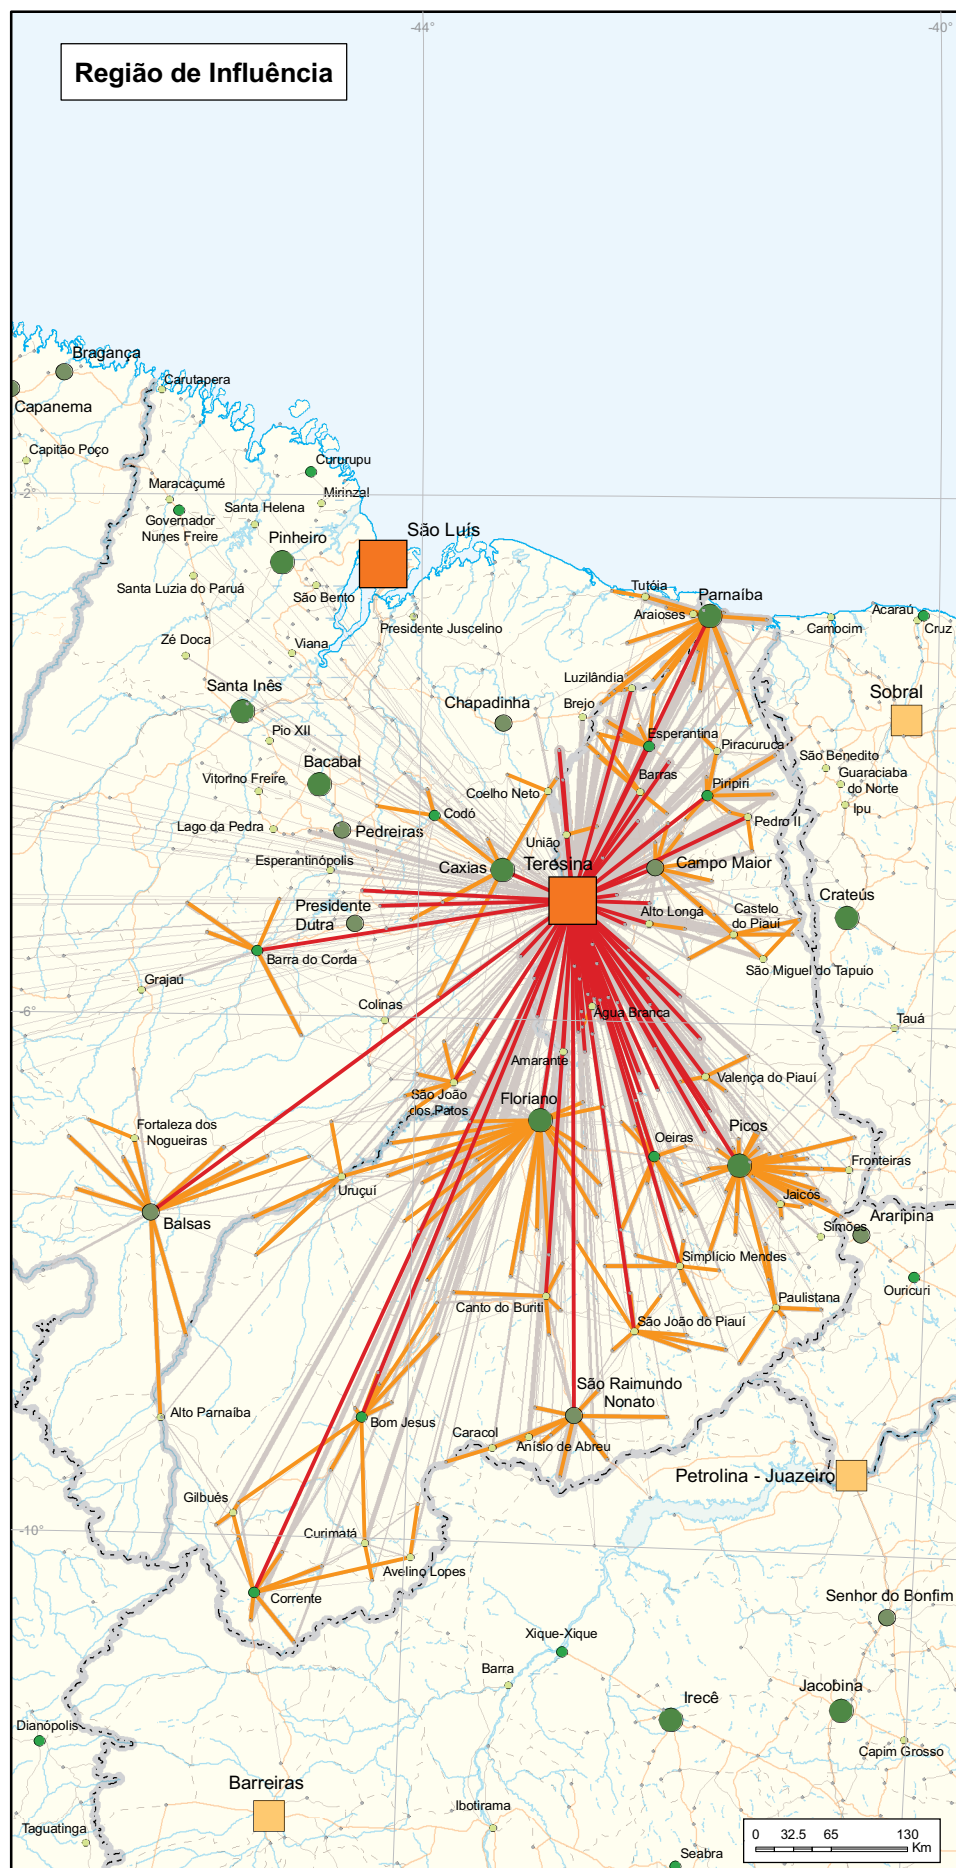 -44°
-40°
Região de Influência
Bragança
Carutapera
Capanema
Capitão Poço
Cururupu
Maracaçumé
Mirinzal
-2°
Santa Helena
Governador
Nunes Freire
Pinheiro
São Luís
Santa Luzia do Paruá
São Bento
Tutóia
Parnaíba
Araioses
Acaraú
Camocim
Cruz
Presidente Juscelino
Zé Doca
Viana
Luzilândia
Santa Inês
Chapadinha
Brejo
Sobral
Pio XII
Esperantina
Piracuruca
São Benedito
Bacabal
Barras
Guaraciaba
do Norte
Vitorino Freire
Coelho Neto
Piripiri
Ipu
Codó
Pedro II
Lago da Pedra
Pedreiras
União
Esperantinópolis
Caxias
Teresina
Campo Maior
Crateús
Presidente
Dutra
Alto Longá
Castelo
do Piauí
Barra do Corda
São Miguel do Tapuio
Grajaú
Colinas
Água Branca
-6°
Tauá
Amarante
Valença do Piauí
São João
dos Patos
Floriano
Fortaleza dos
Nogueiras
Picos
Oeiras
Fronteiras
Uruçuí
Jaicós
Balsas
Simões
Araripina
Simplício Mendes
Ouricuri
Canto do Buriti
Paulistana
São João do Piauí
São Raimundo
Nonato
Alto Parnaíba
Bom Jesus
Caracol
Anísio de Abreu
Petrolina - Juazeiro
Gilbués
-10°
Curimatá
Avelino Lopes
Corrente
Senhor do Bonfim
Xique-Xique
Barra
Irecê
Jacobina
Dianópolis
Capim Grosso
Barreiras
Ibotirama
Taguatinga
0 32.5 65 130
Km
Seabra